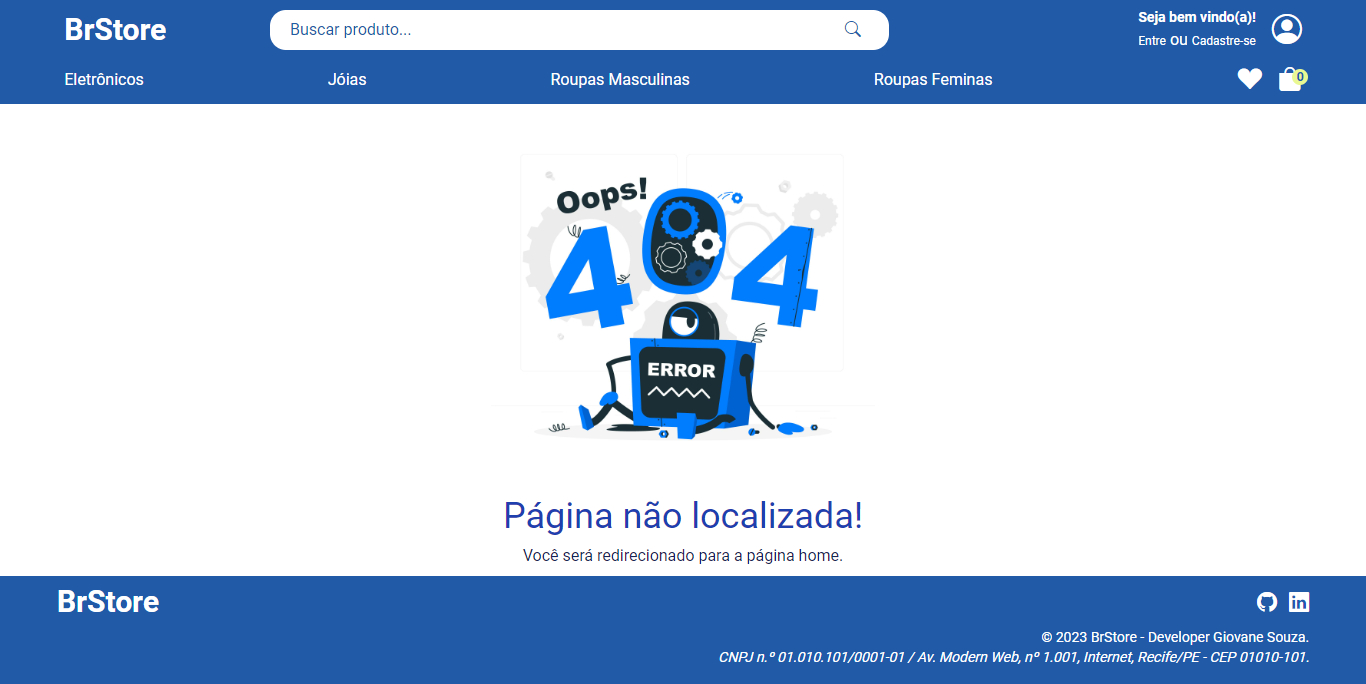 BrStore
Buscar produto...
Seja bem vindo(a)!
Entre OU Cadastre-se
Eletrônicos
Jóias
Roupas Masculinas
Roupas Feminas
0
Oops!
404
ERROR
Página não localizada!
Você será redirecionado para a página home.
BrStore
in
© 2023 BrStore - Developer Giovane Souza.
CNPJ n.º 01.010.101/0001-01 / Av. Modern Web, nº 1.001, Internet, Recife/PE - CEP 01010-101.